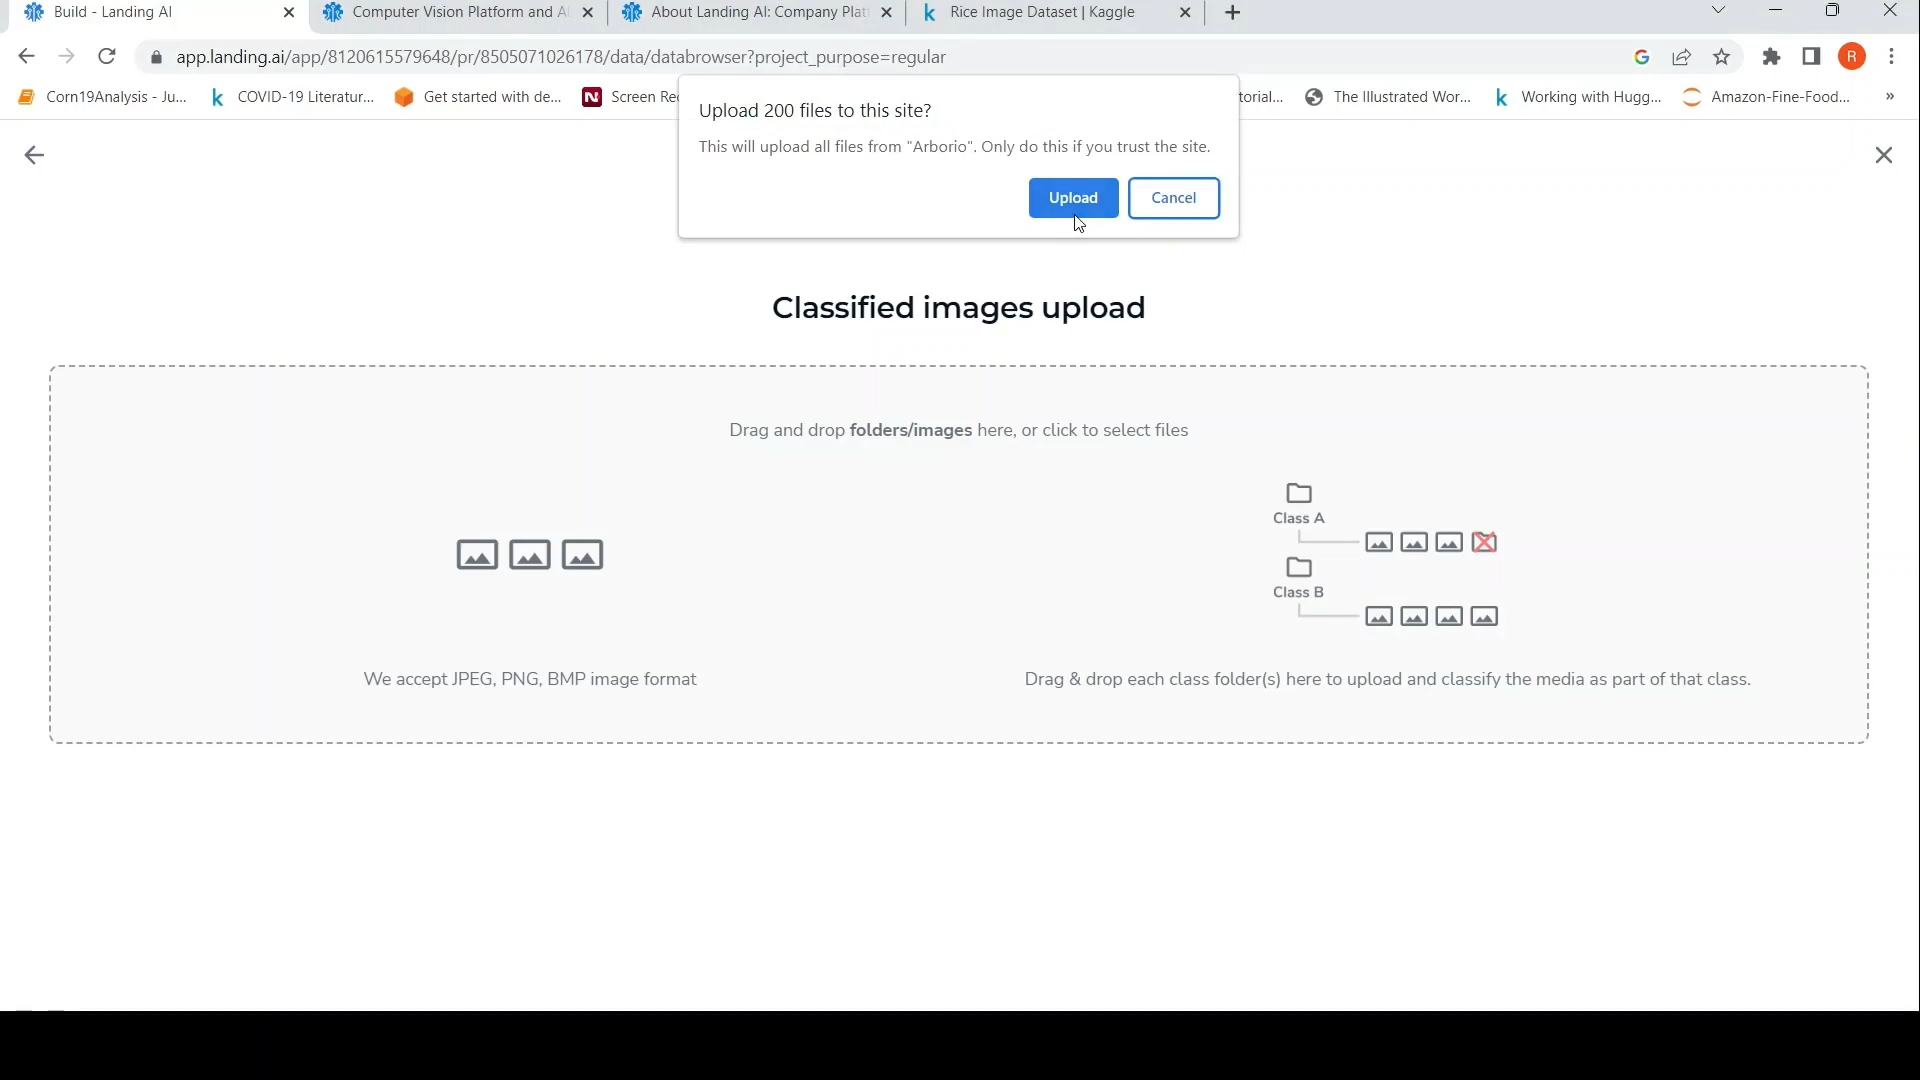 Build - Landing AI
Computer Vision Platform and A
About Landing AI: Company Plat
Rice Image Dataset | Kaggle
app.landing.ai/app/8120615579648/pr/8505071026178/data/databrowser?project_purpose=regular
R
Corn19Analysis - Ju...
COVID-19 Literatur...
Get started with de...
Screen Re
torial...
The Illustrated Wor...
Working with Hugg...
Amazon-Fine-Food...
»
Upload 200 files to this site?
This will upload all files from "Arborio". Only do this if you trust the site.
Upload
Cancel
Classified images upload
Drag and drop folders/images here, or click to select files
Class A
Class B
We accept JPEG, PNG, BMP image format
Drag & drop each class folder(s) here to upload and classify the media as part of that class.